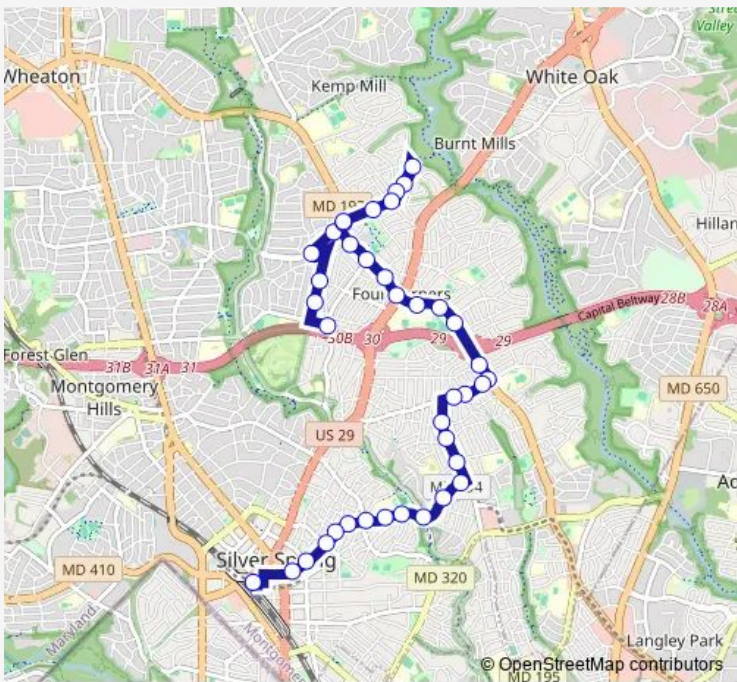 Valley
Wheaton
Kemp Mill
White Oak
Burnt Mills
MD 193
Four Corners
Capital Beltway
28B
28A
30B
30
29
29
Forest Glen
31B
31A
31
Montgomery
Hills
MD 650
US 29
Silver Spring
MD 410
MD 320
Maryland
Langley Park
MD 195
© OpenStreetMap contributors